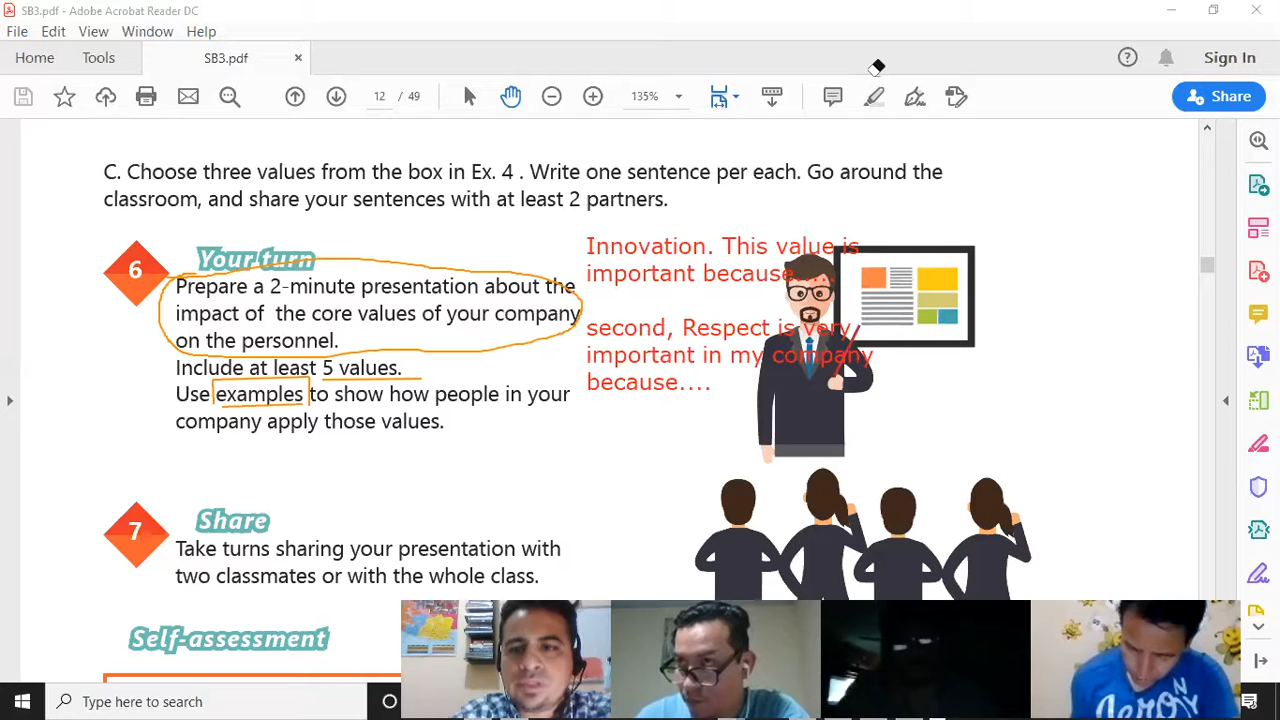 SB3.pdf - Adobe Acrobat Reader DC
File Edit View Window Help
Home Tools SB3.pdf × Sign In
12 / 49 135% Share
C. Choose three values from the box in Ex. 4 . Write one sentence per each. Go around the
classroom, and share your sentences with at least 2 partners.
6 Your turn
Prepare a 2-minute presentation about the
impact of the core values of your company
on the personnel.
Include at least 5 values.
Use examples to show how people in your
company apply those values.
Innovation. This value is
important because....
second, Respect is very
important in my company
because....
7 Share
Take turns sharing your presentation with
two classmates or with the whole class.
Self-assessment
Type here to search